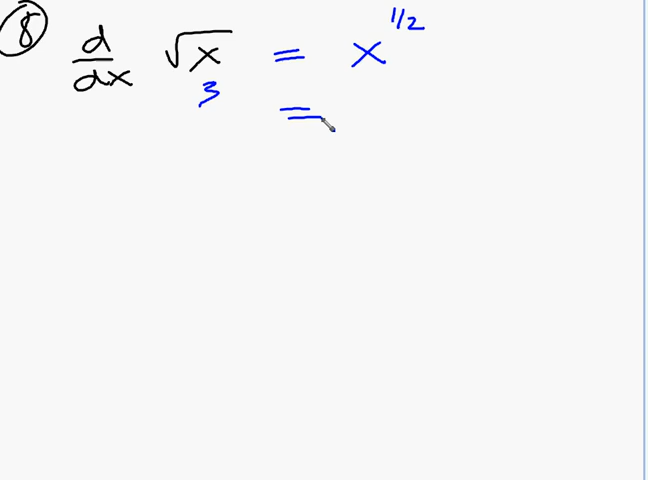 ⑧ d/dx √x = x^1/2
3 =